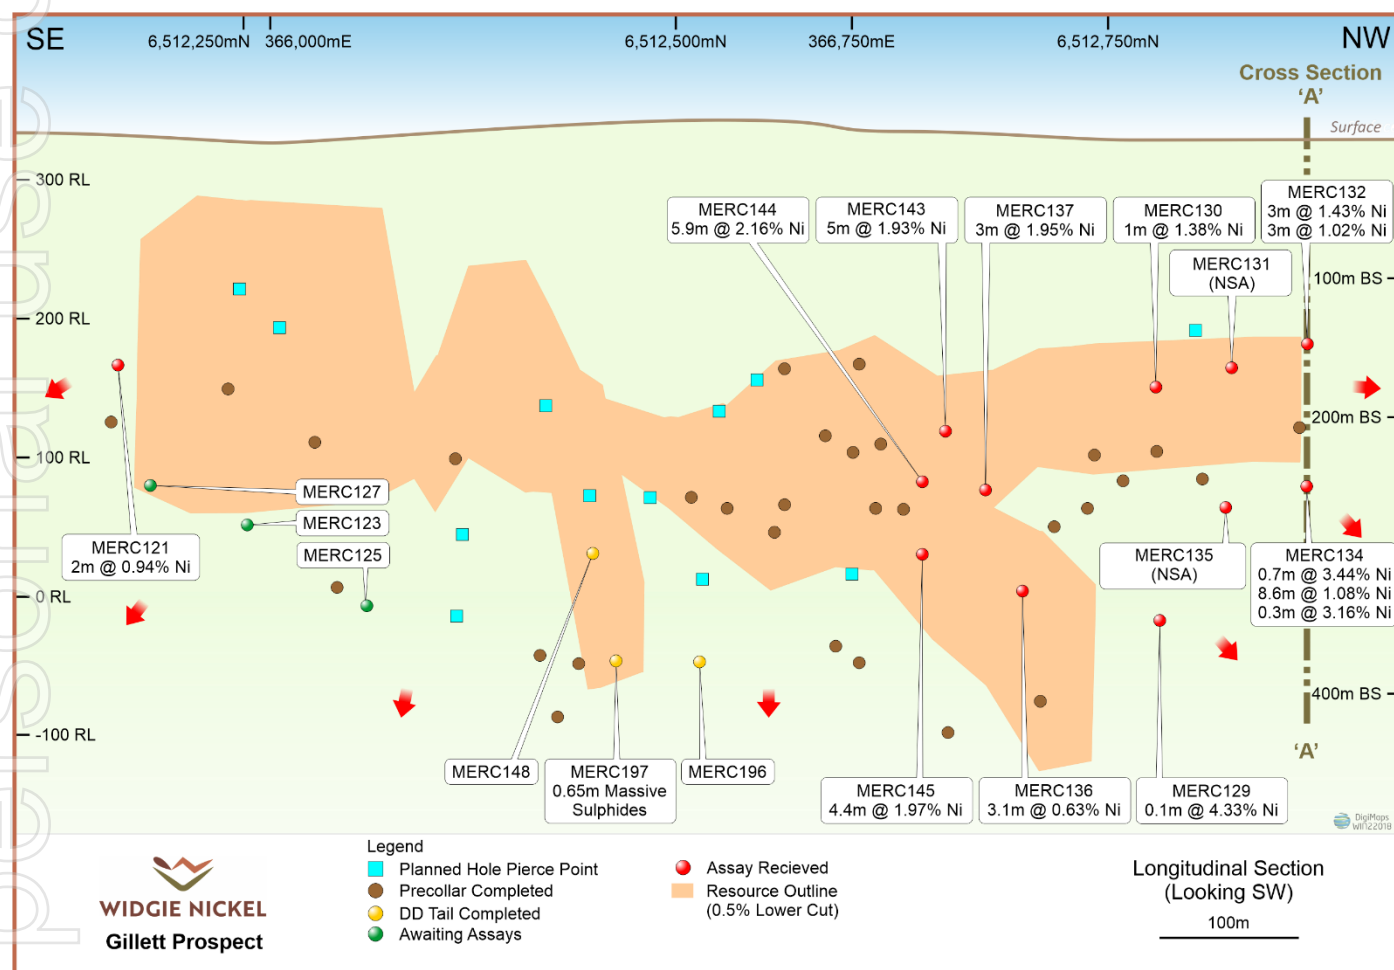 SE
6,512,250mN
366,000mE
6,512,500mN
366,750mE
6,512,750mN
NW
Cross Section
'A'
Surface
300 RL
200 RL
100 RL
0 RL
-100 RL
100m BS
200m BS
400m BS
MERC144
5.9m @ 2.16% Ni
MERC143
5m @ 1.93% Ni
MERC137
3m @ 1.95% Ni
MERC130
1m @ 1.38% Ni
MERC132
3m @ 1.43% Ni
3m @ 1.02% Ni
MERC131
(NSA)
MERC127
MERC123
MERC125
MERC121
2m @ 0.94% Ni
MERC135
(NSA)
MERC134
0.7m @ 3.44% Ni
8.6m @ 1.08% Ni
0.3m @ 3.16% Ni
MERC148
MERC197
0.65m Massive
Sulphides
MERC196
MERC145
4.4m @ 1.97% Ni
MERC136
3.1m @ 0.63% Ni
MERC129
0.1m @ 4.33% Ni
'A'
DigiMaps
WIN22018
WIDGIE NICKEL
Gillett Prospect
Legend
Planned Hole Pierce Point
Precollar Completed
DD Tail Completed
Awaiting Assays
Assay Recieved
Resource Outline
(0.5% Lower Cut)
Longitudinal Section
(Looking SW)
100m
personal use